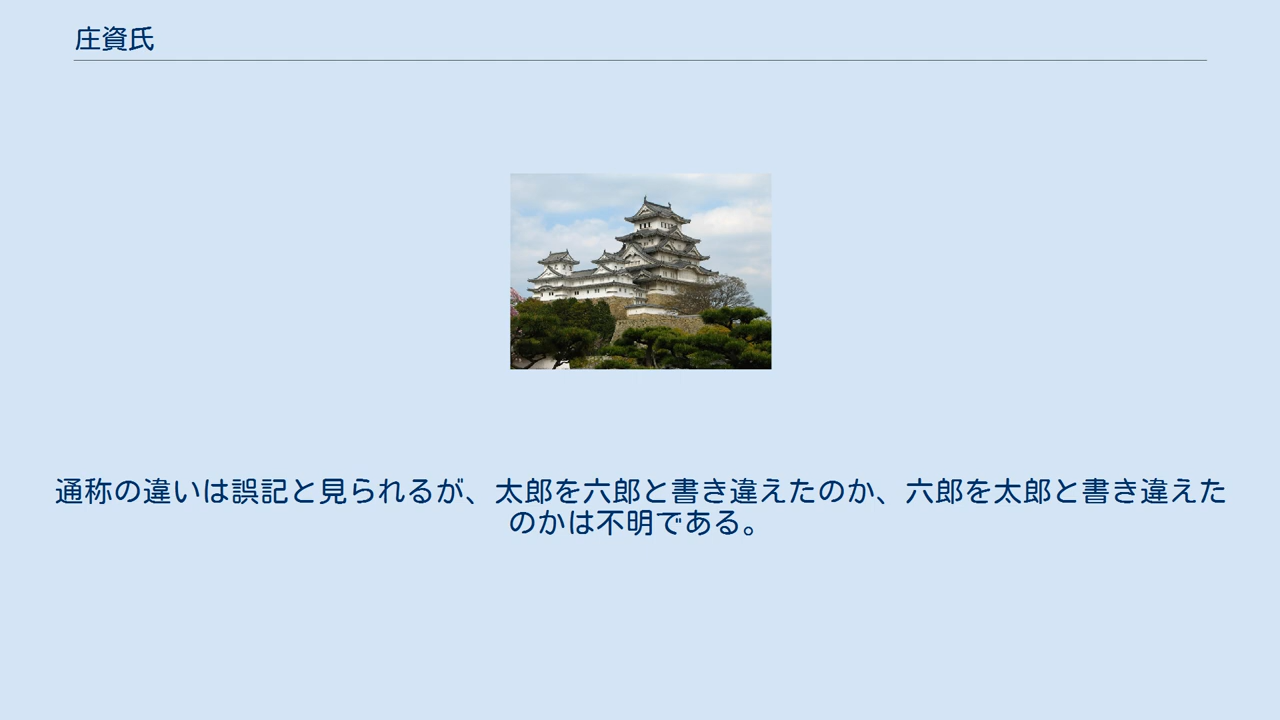 庄資氏
通称の違いは誤記と見られるが、太郎を六郎と書き違えたのか、六郎を太郎と書き違えた
のかは不明である。